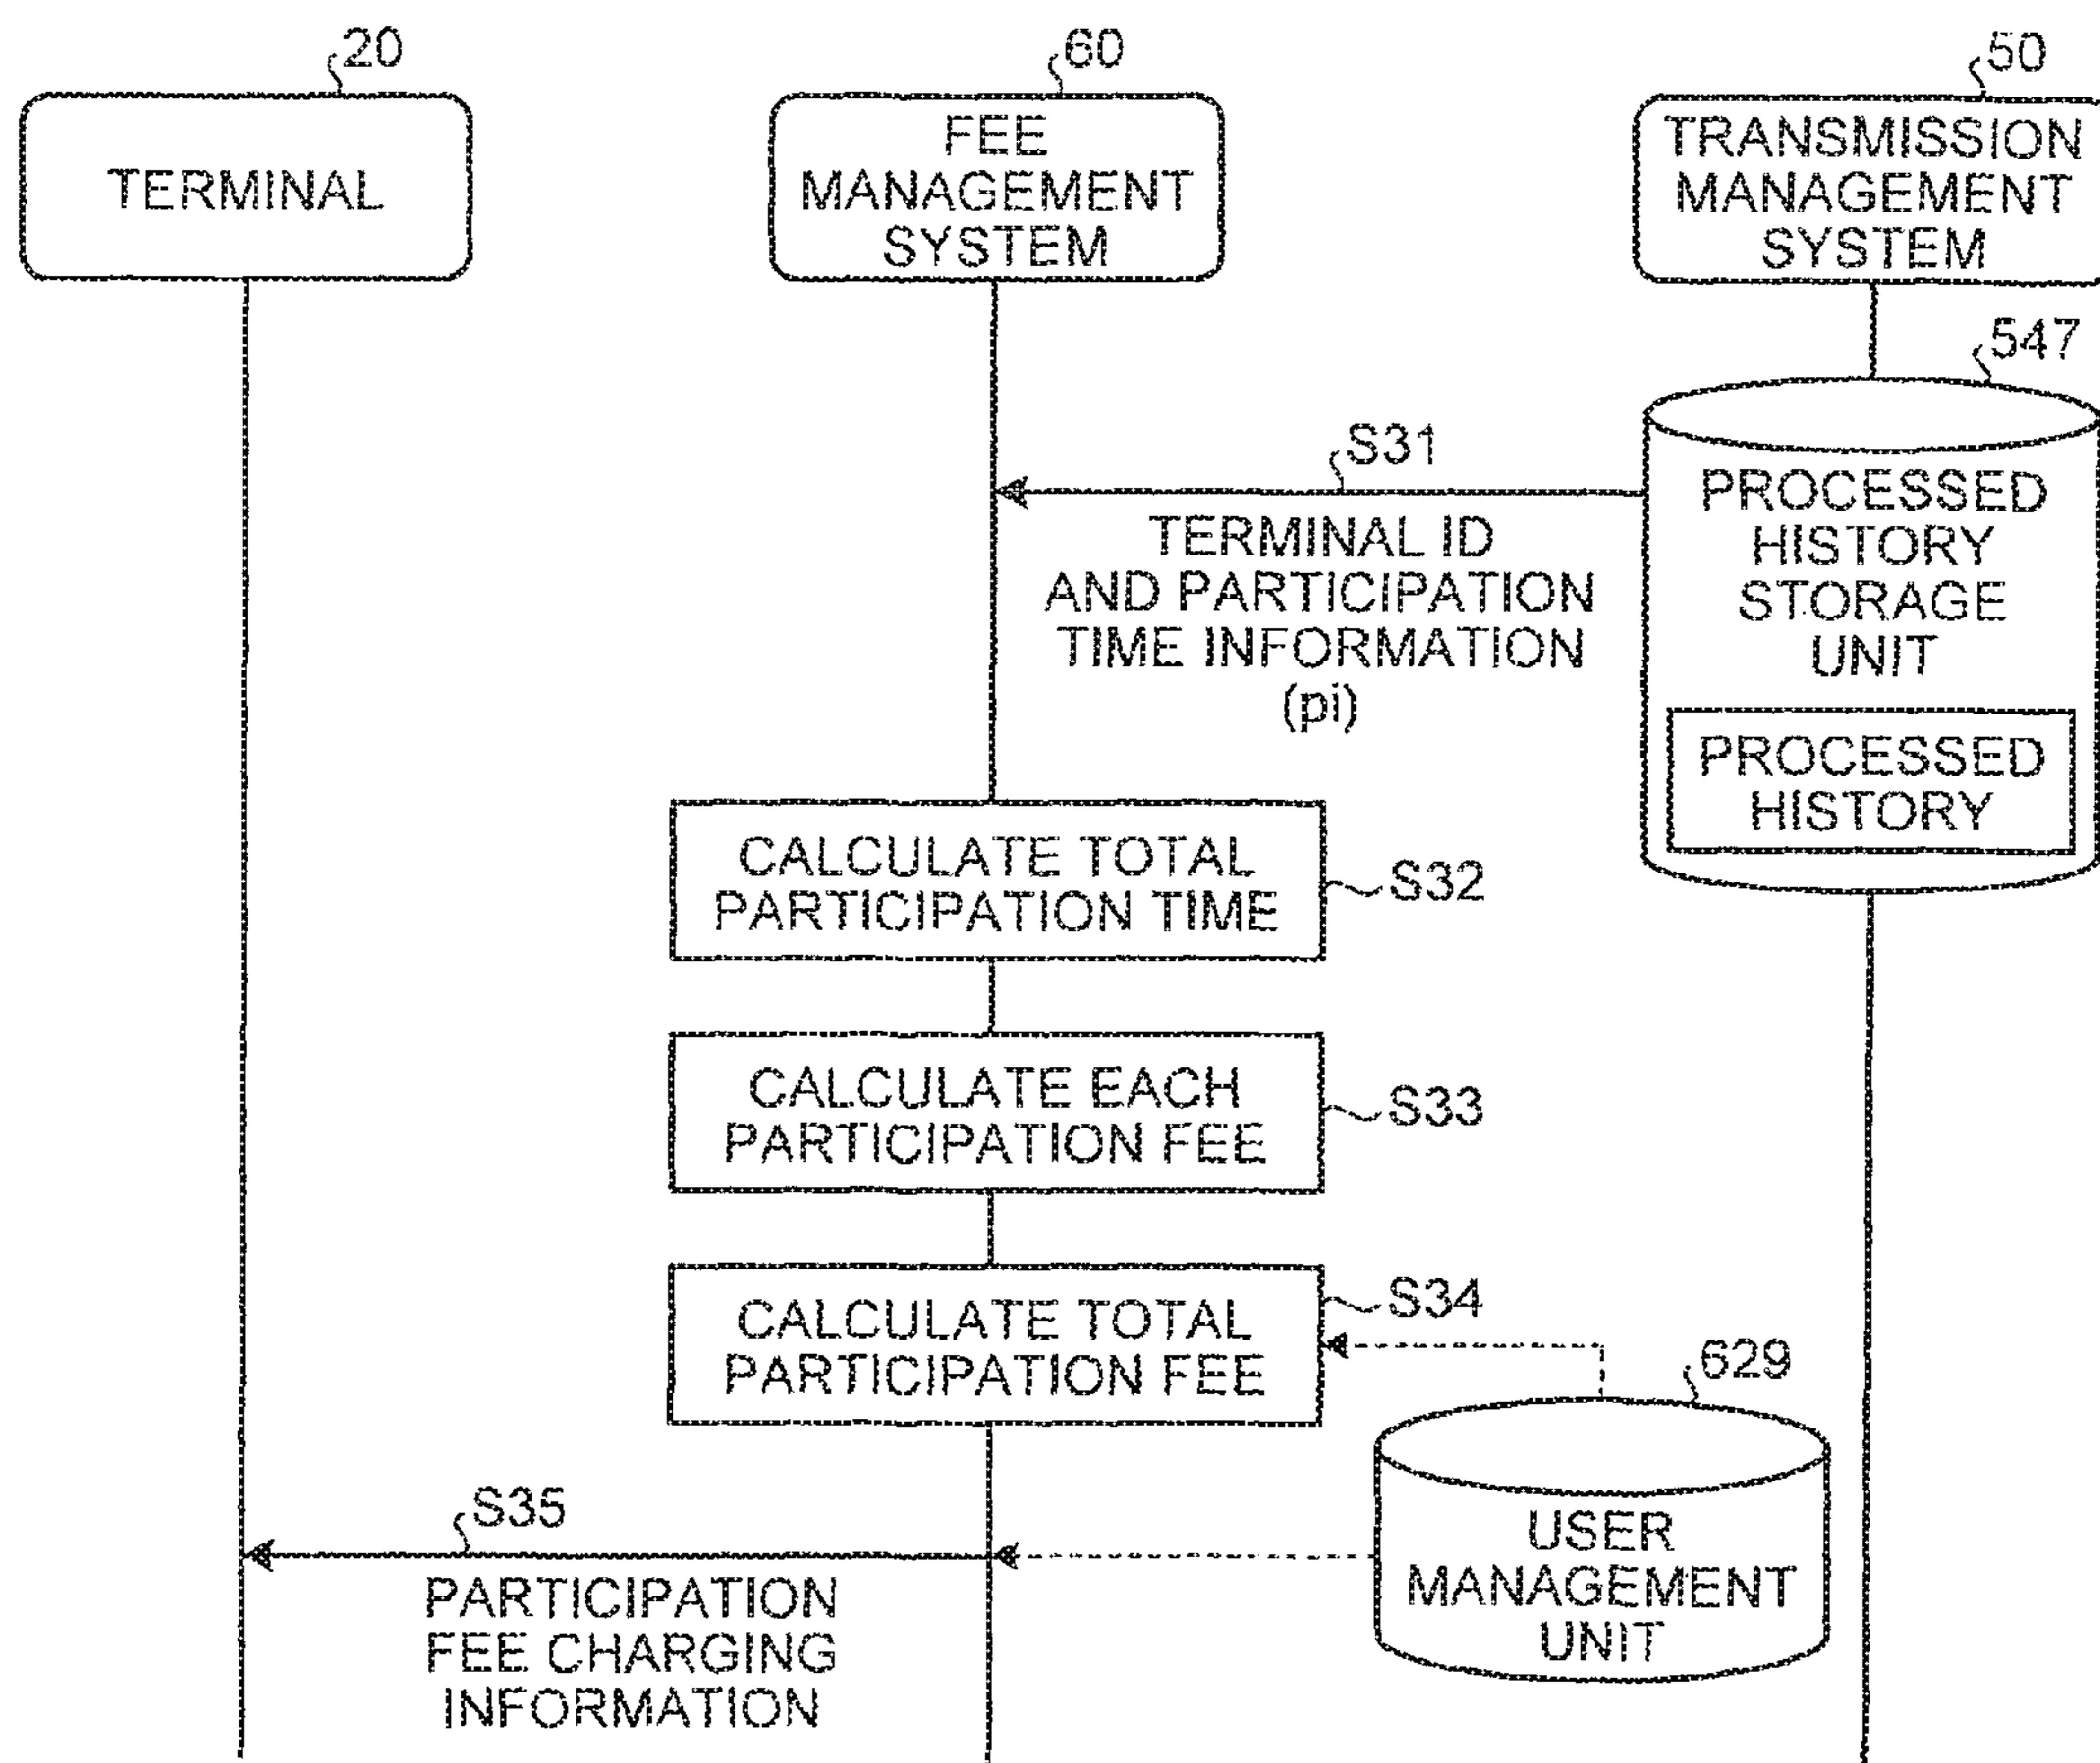 20
60
50
TERMINAL
FEE
MANAGEMENT
SYSTEM
TRANSMISSION
MANAGEMENT
SYSTEM
547
S31
TERMINAL ID
AND PARTICIPATION
TIME INFORMATION
(pi)
PROCESSED
HISTORY
STORAGE
UNIT
PROCESSED
HISTORY
CALCULATE TOTAL
PARTICIPATION TIME
S32
CALCULATE EACH
PARTICIPATION FEE
S33
CALCULATE TOTAL
PARTICIPATION FEE
S34
629
USER
MANAGEMENT
UNIT
S35
PARTICIPATION
FEE CHARGING
INFORMATION